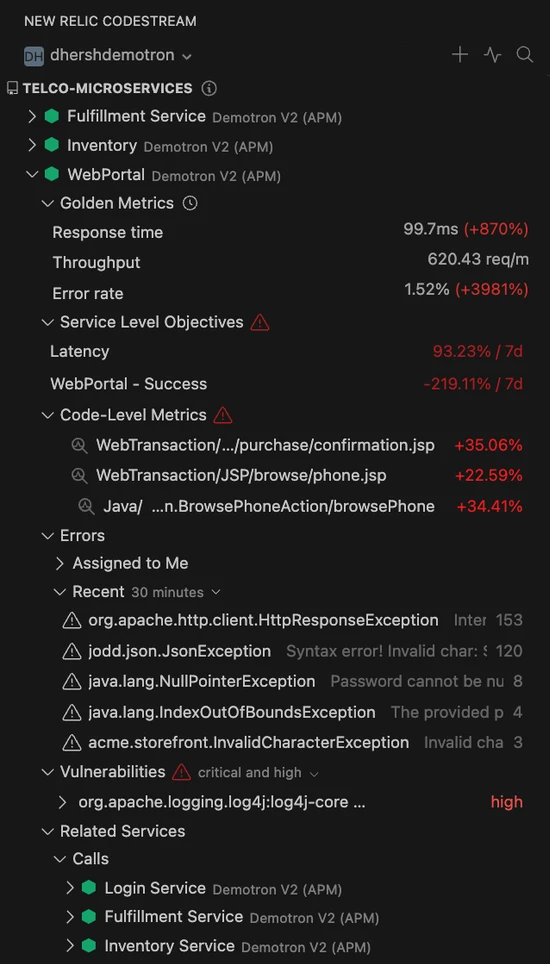 NEW RELIC CODESTREAM
DH dhershdemotron
TELCO-MICROSERVICES
Fulfillment Service Demotron V2 (APM)
Inventory Demotron V2 (APM)
WebPortal Demotron V2 (APM)
Golden Metrics
Response time 99.7ms (+870%)
Throughput 620.43 req/m
Error rate 1.52% (+3981%)
Service Level Objectives
Latency 93.23% / 7d
WebPortal - Success -219.11% / 7d
Code-Level Metrics
WebTransaction/.../purchase/confirmation.jsp +35.06%
WebTransaction/JSP/browse/phone.jsp +22.59%
Java/ ...n.BrowsePhoneAction/browsePhone +34.41%
Errors
Assigned to Me
Recent 30 minutes
org.apache.http.client.HttpResponseException Inter 153
jodd.json.JsonException Syntax error! Invalid char: 120
java.lang.NullPointerException Password cannot be nu 8
java.lang.IndexOutOfBoundsException The provided p 4
acme.storefront.InvalidCharacterException Invalid cha 3
Vulnerabilities critical and high
org.apache.logging.log4j:log4j-core ... high
Related Services
Calls
Login Service Demotron V2 (APM)
Fulfillment Service Demotron V2 (APM)
Inventory Service Demotron V2 (APM)